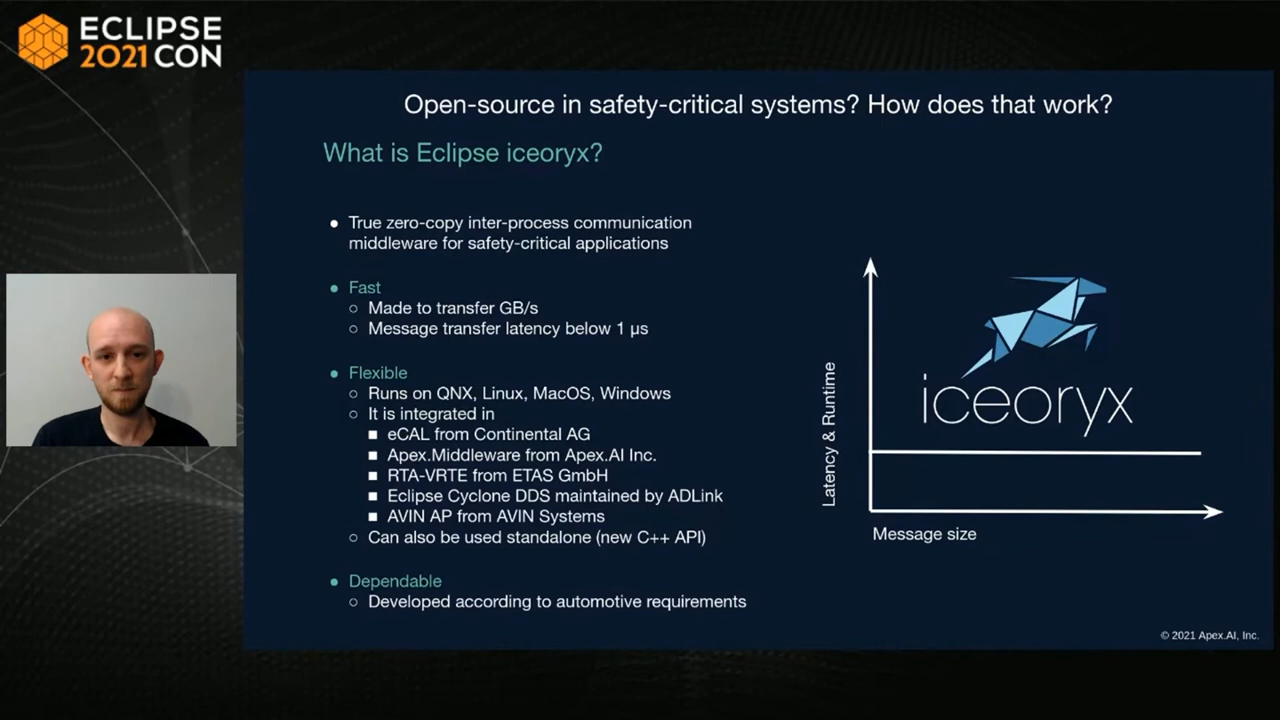 ECLIPSE
2021 CON
Open-source in safety-critical systems? How does that work?
What is Eclipse iceoryx?
● True zero-copy inter-process communication
middleware for safety-critical applications
● Fast
○ Made to transfer GB/s
○ Message transfer latency below 1 µs
● Flexible
○ Runs on QNX, Linux, MacOS, Windows
○ It is integrated in
■ eCAL from Continental AG
■ Apex.Middleware from Apex.AI Inc.
■ RTA-VRTE from ETAS GmbH
■ Eclipse Cyclone DDS maintained by ADLink
■ AVIN AP from AVIN Systems
○ Can also be used standalone (new C++ API)
● Dependable
○ Developed according to automotive requirements
iceoryx
Latency & Runtime
Message size
© 2021 Apex.AI, Inc.